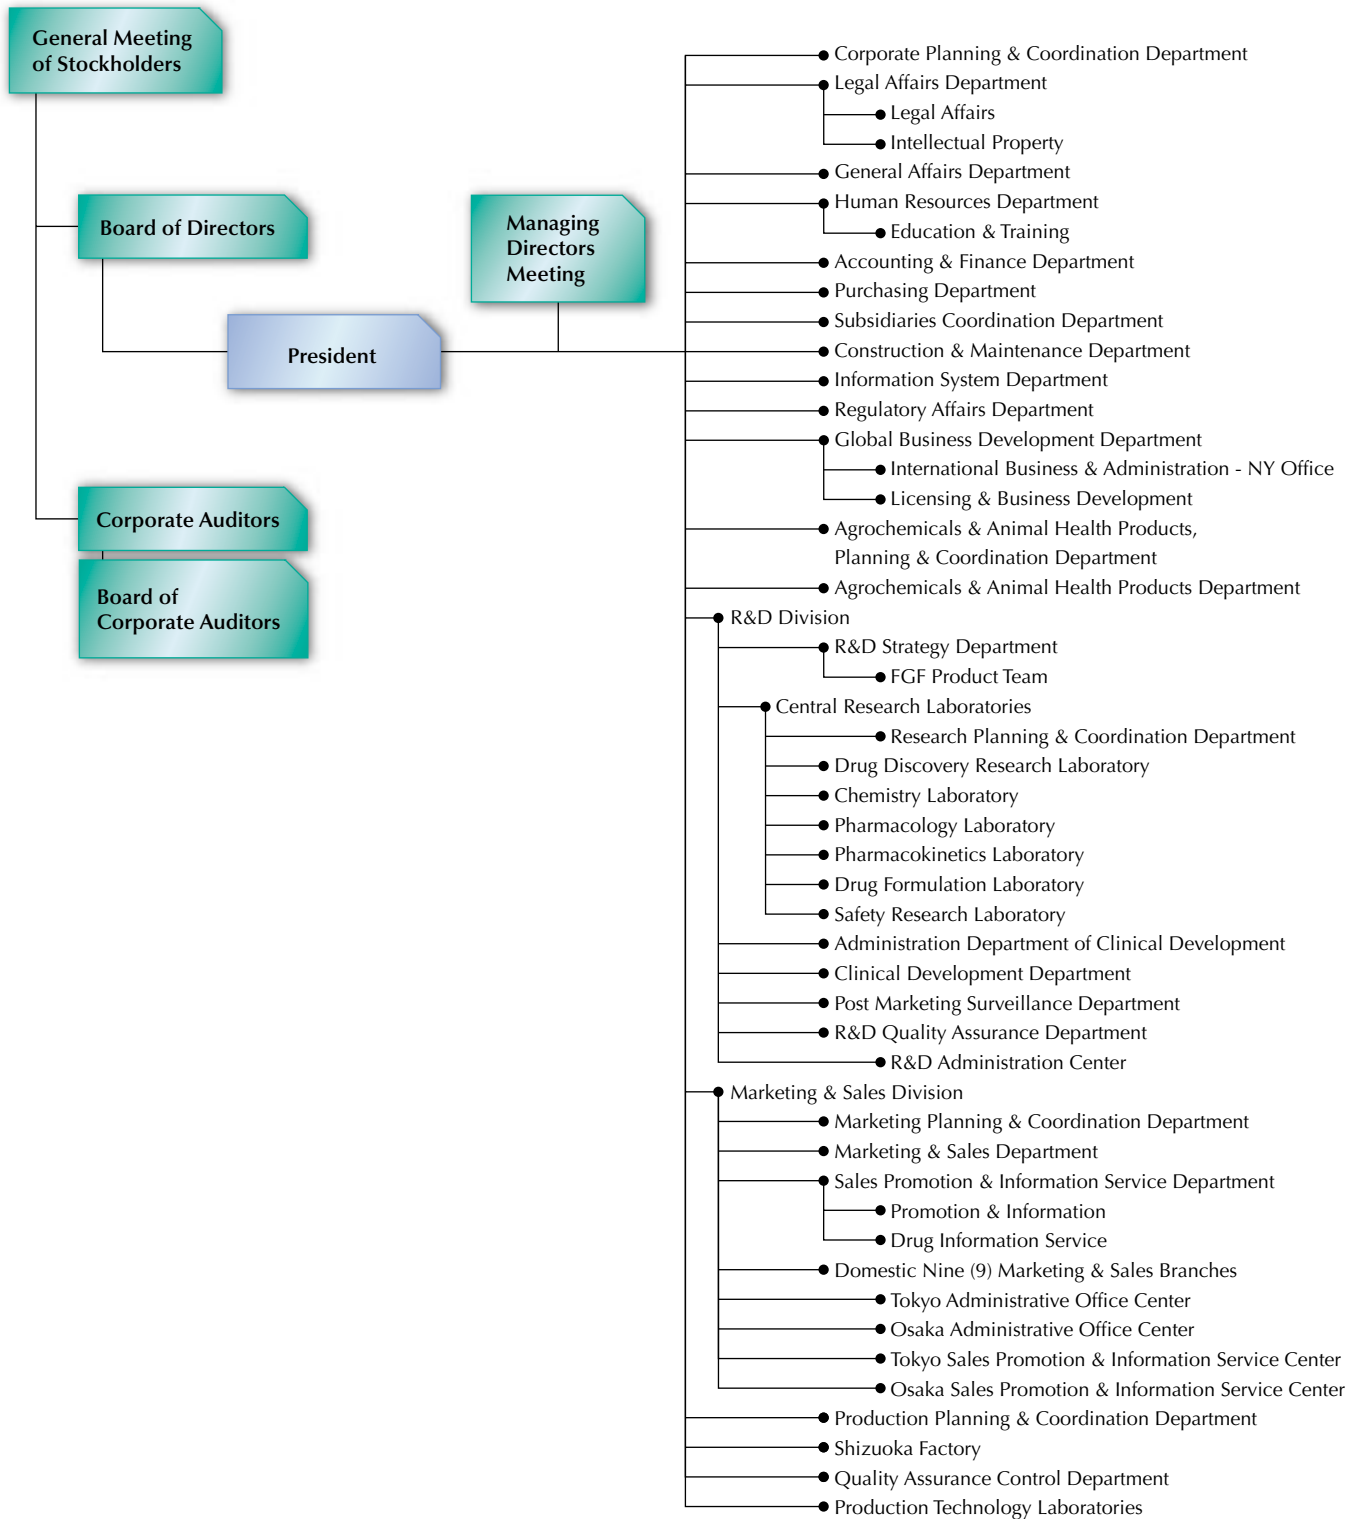 General Meeting
of Stockholders
Board of Directors
President
Managing
Directors
Meeting
Corporate Auditors
Board of
Corporate Auditors
Corporate Planning & Coordination Department
Legal Affairs Department
Legal Affairs
Intellectual Property
General Affairs Department
Human Resources Department
Education & Training
Accounting & Finance Department
Purchasing Department
Subsidiaries Coordination Department
Construction & Maintenance Department
Information System Department
Regulatory Affairs Department
Global Business Development Department
International Business & Administration - NY Office
Licensing & Business Development
Agrochemicals & Animal Health Products,
Planning & Coordination Department
Agrochemicals & Animal Health Products Department
R&D Division
R&D Strategy Department
FGF Product Team
Central Research Laboratories
Research Planning & Coordination Department
Drug Discovery Research Laboratory
Chemistry Laboratory
Pharmacology Laboratory
Pharmacokinetics Laboratory
Drug Formulation Laboratory
Safety Research Laboratory
Administration Department of Clinical Development
Clinical Development Department
Post Marketing Surveillance Department
R&D Quality Assurance Department
R&D Administration Center
Marketing & Sales Division
Marketing Planning & Coordination Department
Marketing & Sales Department
Sales Promotion & Information Service Department
Promotion & Information
Drug Information Service
Domestic Nine (9) Marketing & Sales Branches
Tokyo Administrative Office Center
Osaka Administrative Office Center
Tokyo Sales Promotion & Information Service Center
Osaka Sales Promotion & Information Service Center
Production Planning & Coordination Department
Shizuoka Factory
Quality Assurance Control Department
Production Technology Laboratories